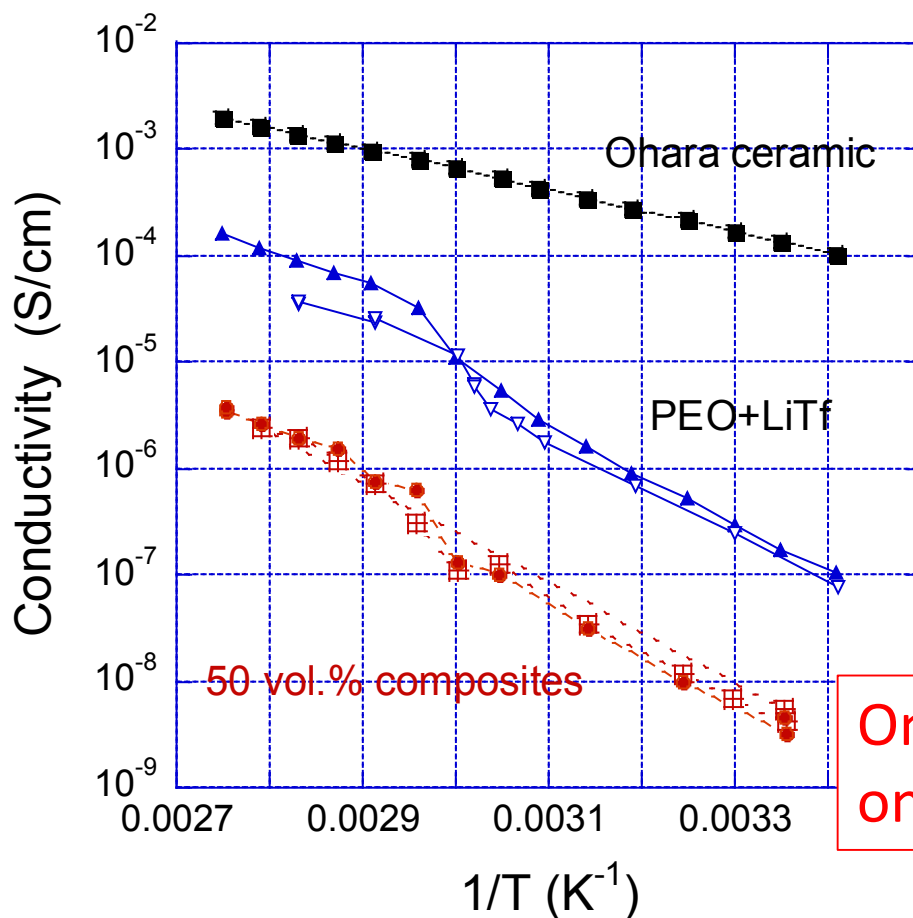 10^-2
10^-3
10^-4
10^-5
10^-6
10^-7
10^-8
10^-9
Conductivity (S/cm)
Ohara ceramic
PEO+LiTf
50 vol.% composites
on
0.0027 0.0029 0.0031 0.0033
1/T (K^-1)